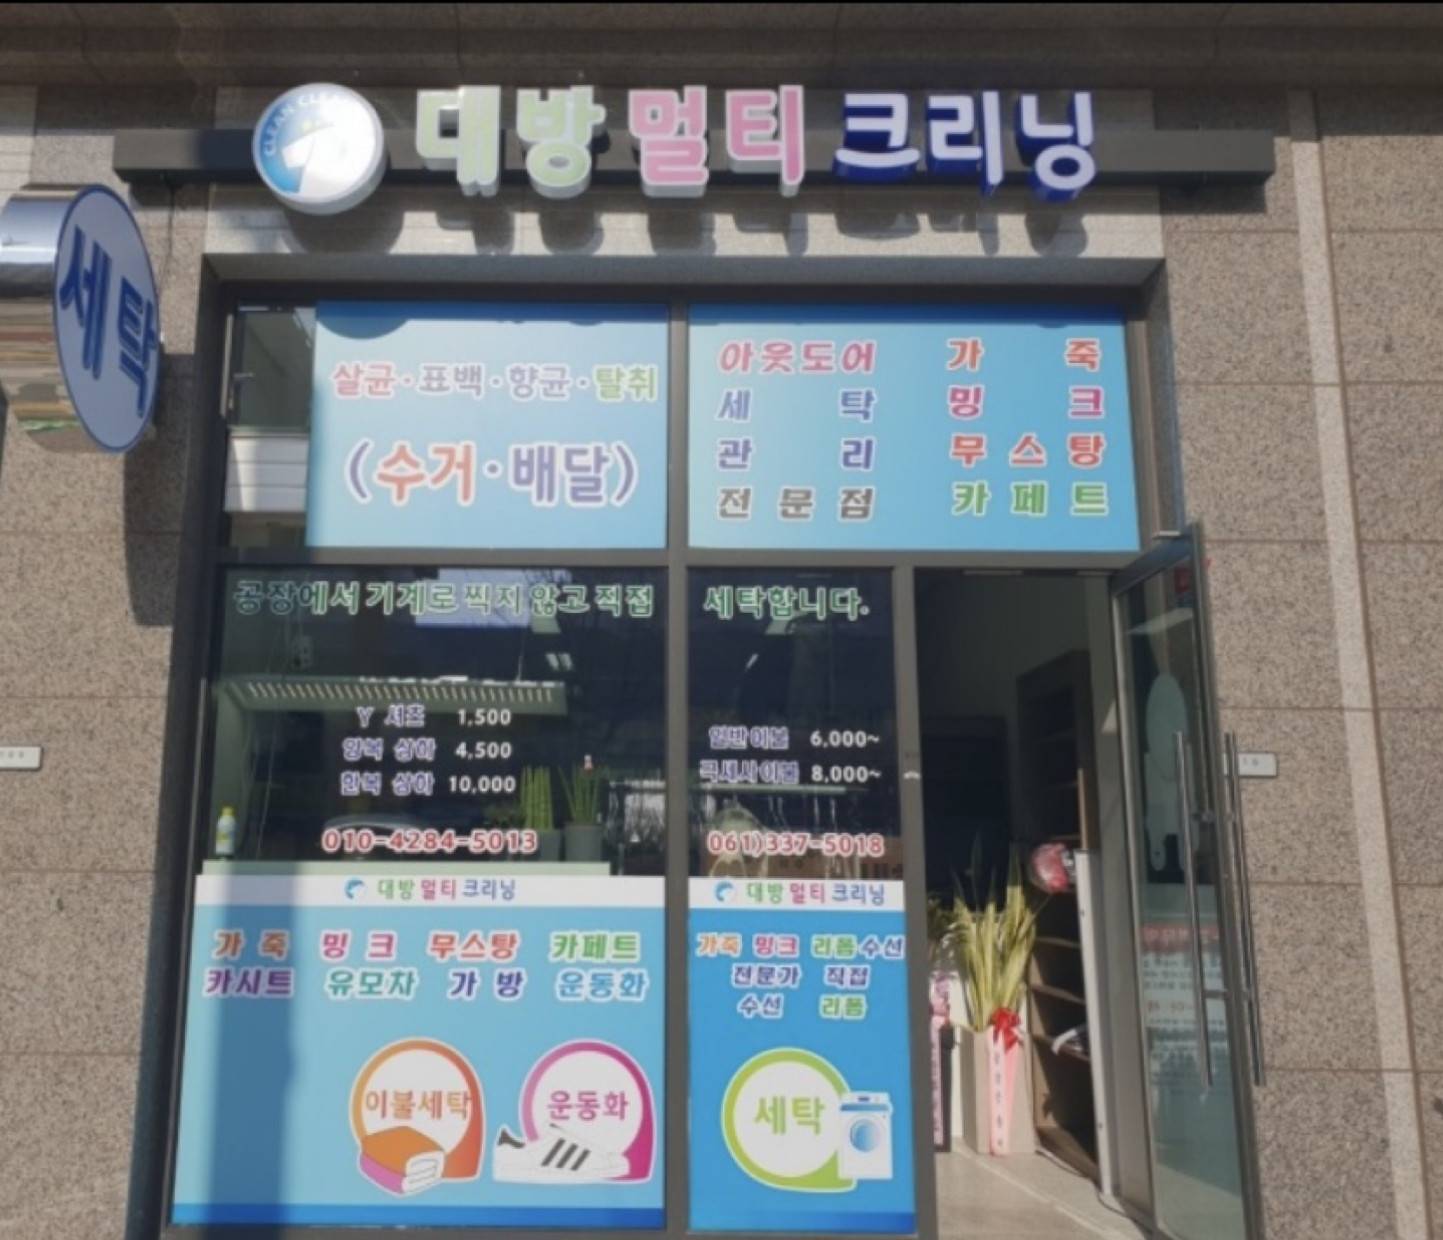 CLEAN CLEAN
대방 멀티 크리닝
세탁
살균·표백·향균·탈취
(수거·배달)
아웃도어 가죽
세탁 밍크
관리 무스탕
전문점 카페트
공장에서 기계로 찍지 않고 직접 세탁합니다.
Y 셔츠 1,500
양복 상하 4,500
한복 상하 10,000
010-4284-5013
일반이불 6,000~
극세사이불 8,000~
061)337-5018
대방 멀티 크리닝
가죽 밍크 무스탕 카페트
카시트 유모차 가방 운동화
이불세탁
운동화
대방 멀티 크리닝
가죽 밍크 리폼수선
전문가 직접
수선 리폼
세탁